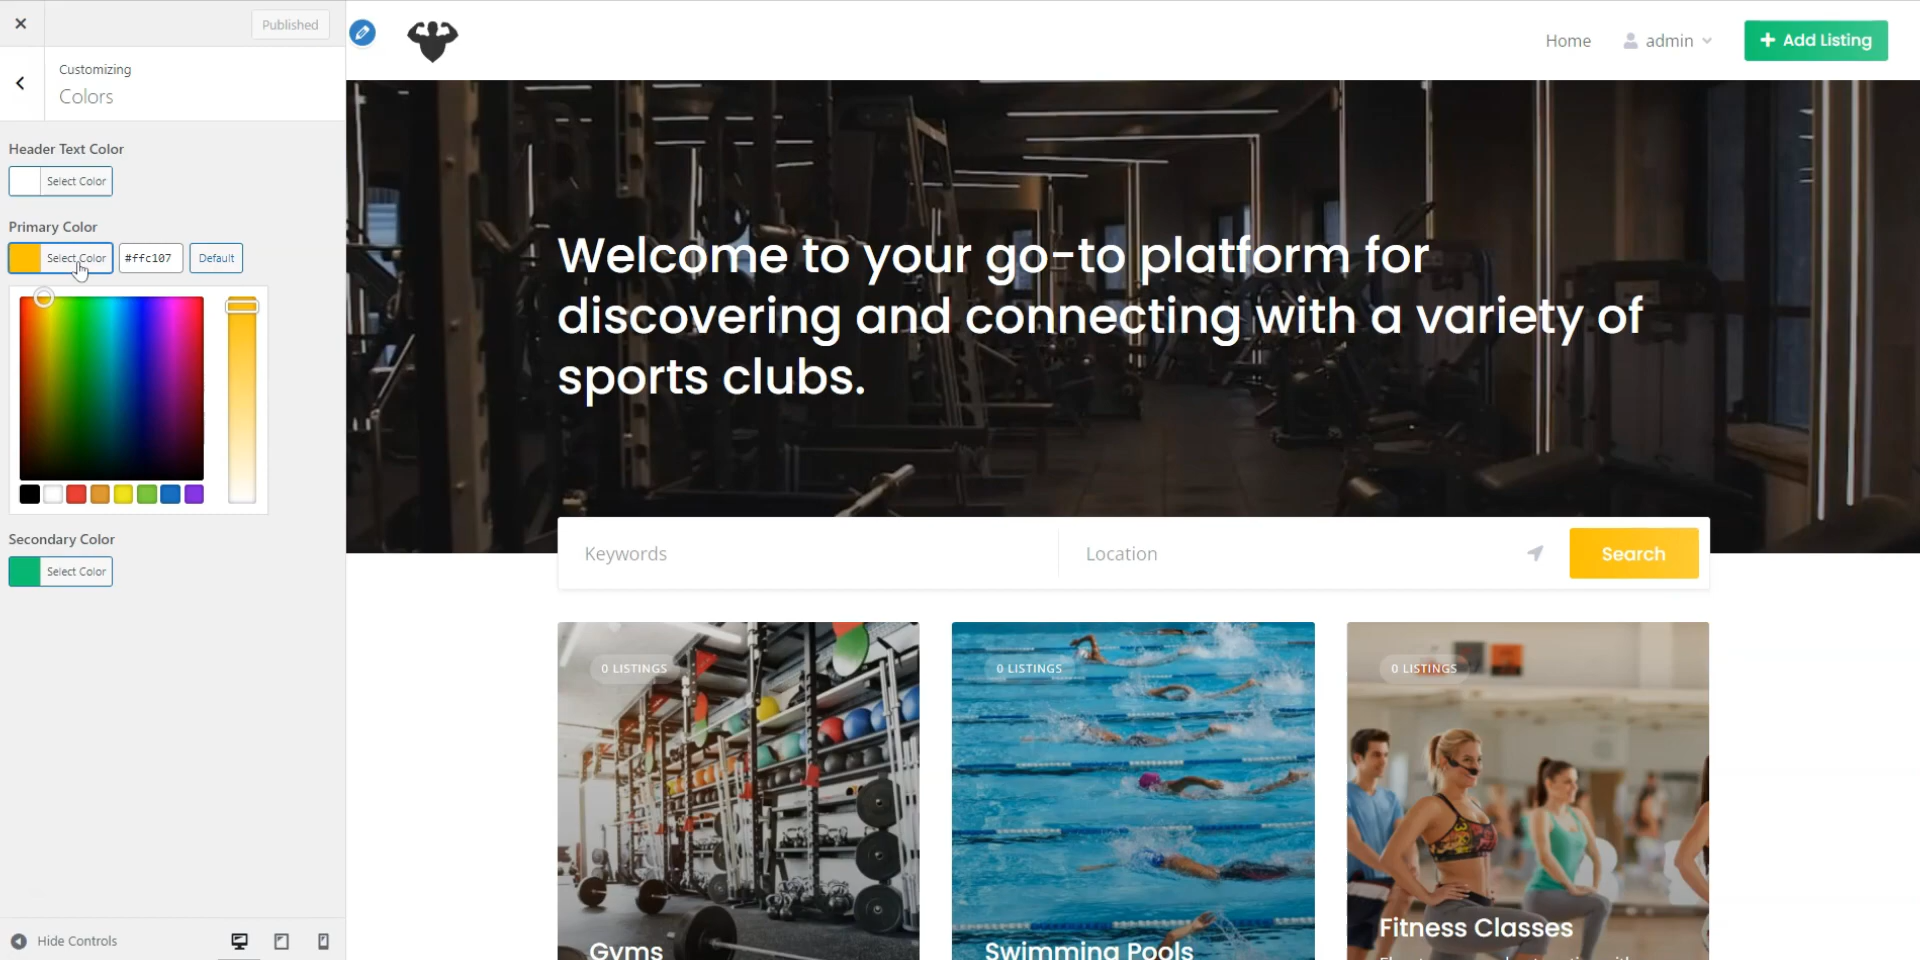 Published
Customizing
Colors
Header Text Color
Select Color
Primary Color
Select Color
#ffc107
Default
Secondary Color
Select Color
Hide Controls
Home
admin
Add Listing
Welcome to your go-to platform for
discovering and connecting with a variety of
sports clubs.
Keywords
Location
Search
0 LISTINGS
Gyms
0 LISTINGS
Swimming Pools
0 LISTINGS
Fitness Classes